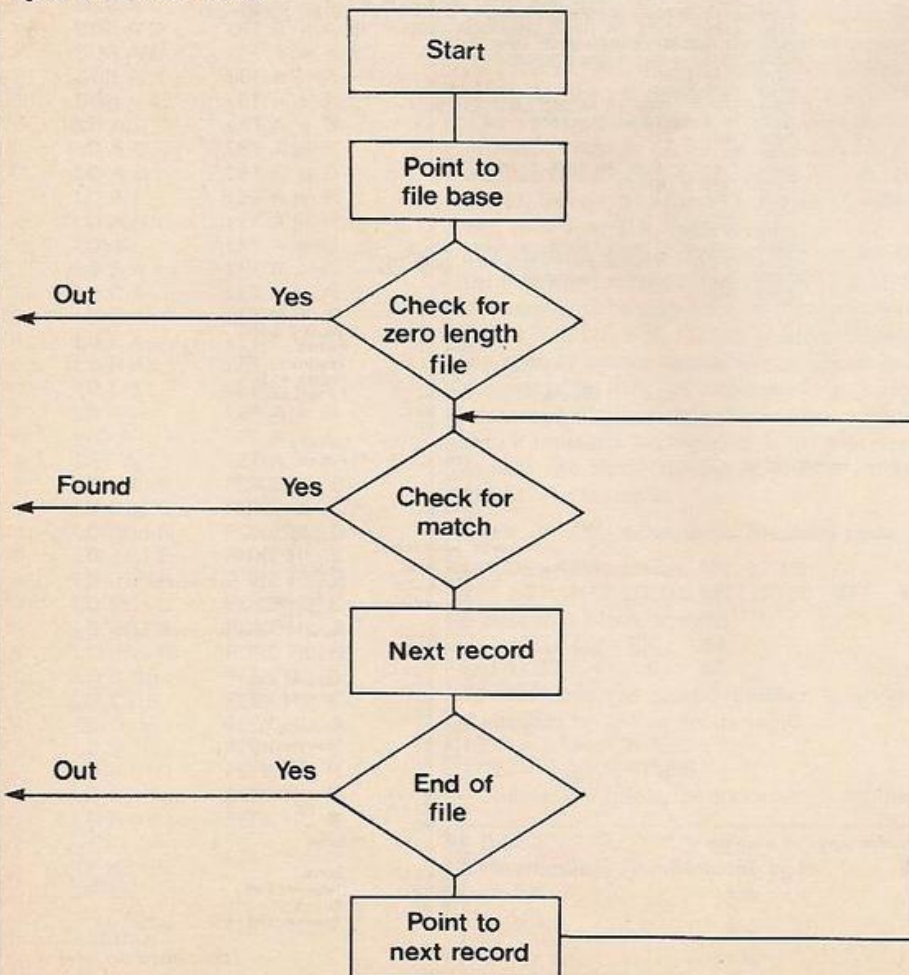 Start
Point to
file base
Out Yes
Check for
zero length
file
Found Yes
Check for
match
Next record
Out Yes
End of
file
Point to
next record